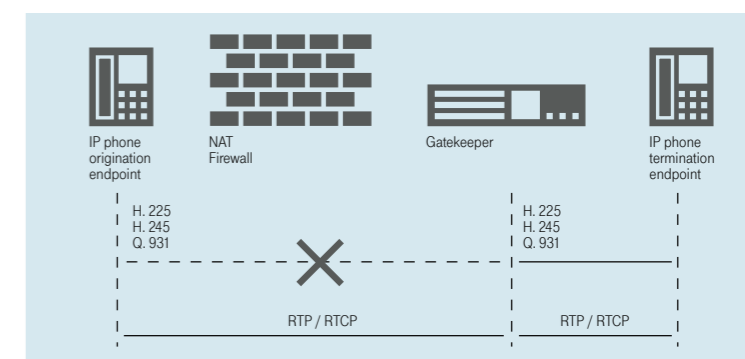 IP phone
origination
endpoint
NAT
Firewall
Gatekeeper
IP phone
termination
endpoint
H. 225
H. 245
Q. 931
H. 225
H. 245
Q. 931
RTP / RTCP
RTP / RTCP